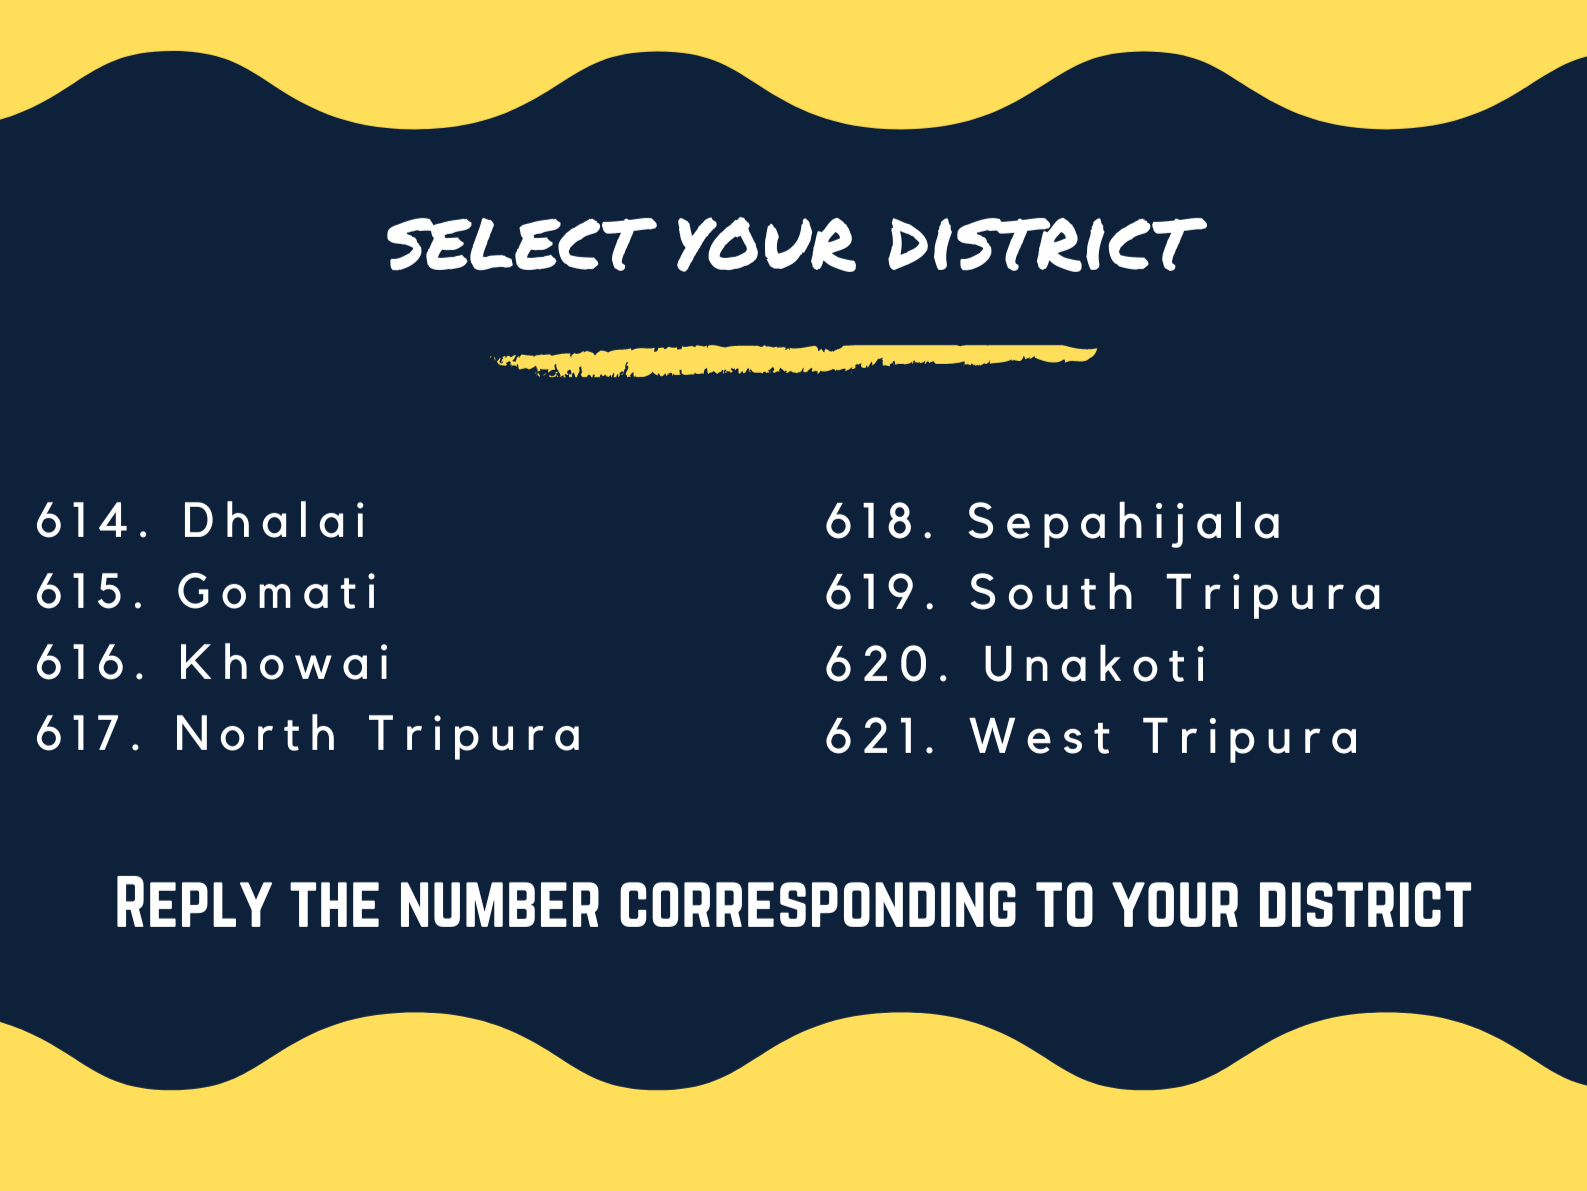 SELECT YOUR DISTRICT
614. Dhalai
615. Gomati
616. Khowai
617. North Tripura
618. Sepahijala
619. South Tripura
620. Unakoti
621. West Tripura
REPLY THE NUMBER CORRESPONDING TO YOUR DISTRICT